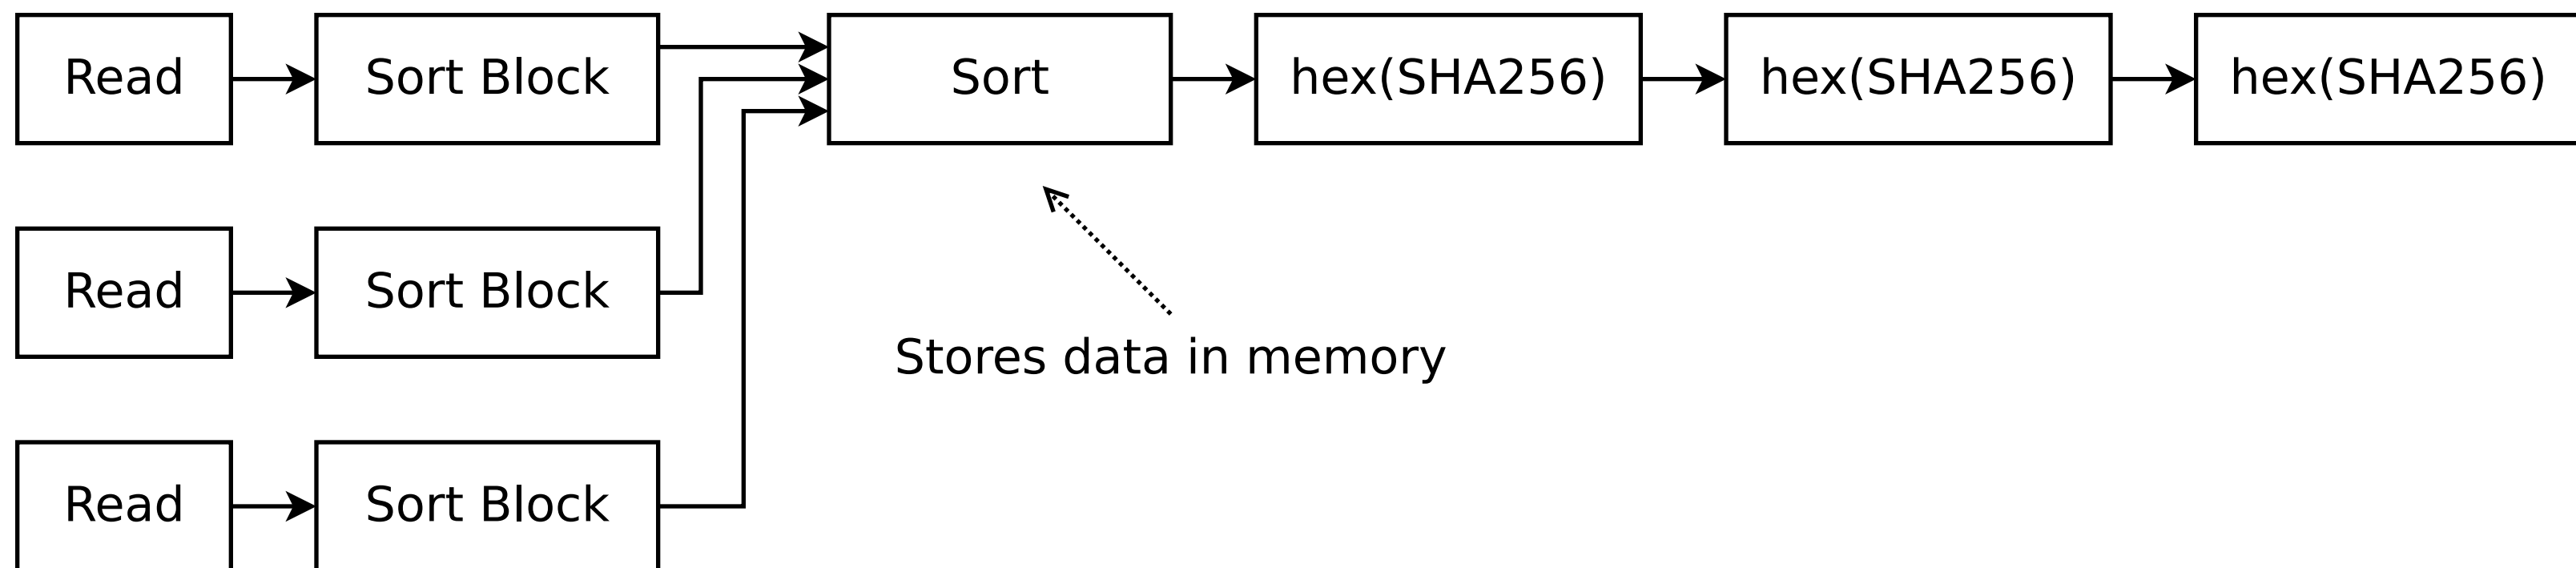 Read
Sort Block
Sort
hex(SHA256)
hex(SHA256)
hex(SHA256)
Read
Sort Block
Stores data in memory
Read
Sort Block